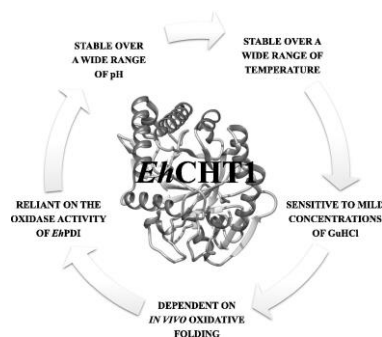 STABLE OVER
A WIDE RANGE
OF pH
STABLE OVER A
WIDE RANGE OF
TEMPERATURE
EhCHT1
RELIANT ON THE
OXIDASE ACTIVITY
OF EhPDI
SENSITIVE TO MILD
CONCENTRATIONS
OF GuHCl
DEPENDENT ON
IN VIVO OXIDATIVE
FOLDING